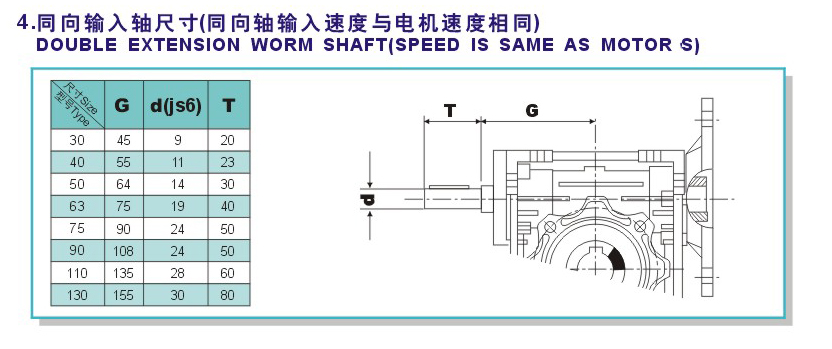 4.同向输入轴尺寸(同向轴输入速度与电机速度相同)
DOUBLE EXTENSION WORM SHAFT(SPEED IS SAME AS MOTOR S)
尺寸Size
型号Type
G d(js6) T
30 45 9 20
40 55 11 23
50 64 14 30
63 75 19 40
75 90 24 50
90 108 24 50
110 135 28 60
130 155 30 80
T G
d